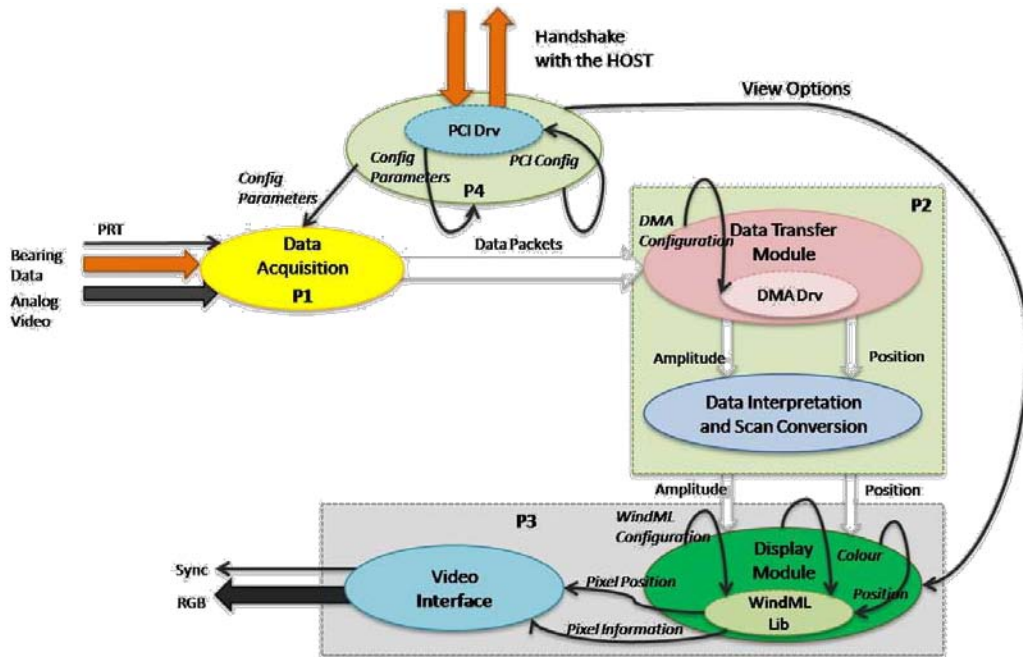 Handshake
with the HOST
View Options
PCI Drv
Config
Parameters
PCI Config
P4
Config
Parameters
PRT
Bearing
Data
Analog
Video
Data
Acquisition
P1
Data Packets
P2
DMA
Configuration
Data Transfer
Module
DMA Drv
Amplitude
Position
Data Interpretation
and Scan Conversion
Amplitude
Position
P3
WindML
Configuration
Display
Module
Colour
Position
WindML
Lib
Pixel Position
Pixel Information
Video
Interface
Sync
RGB